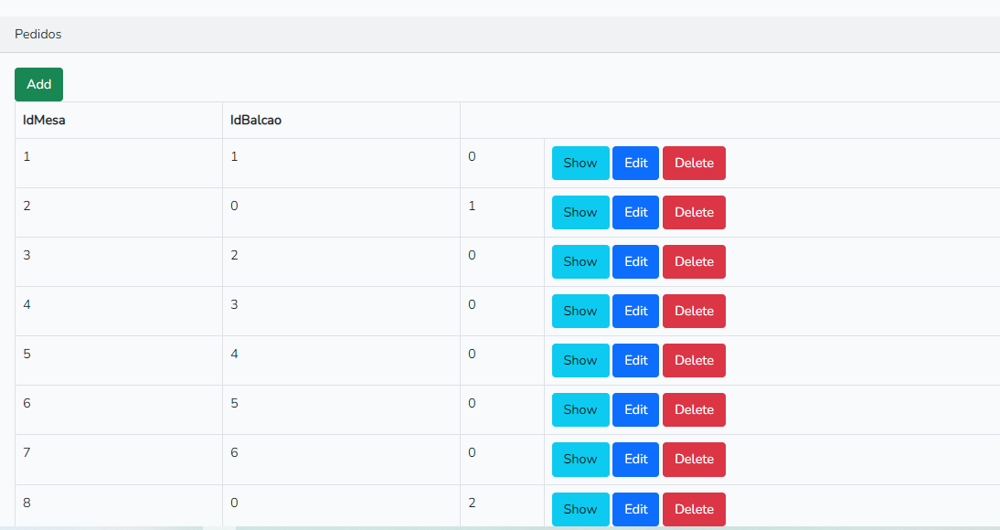 Pedidos
Add
IdMesa IdBalcao
1 1 0 Show Edit Delete
2 0 1 Show Edit Delete
3 2 0 Show Edit Delete
4 3 0 Show Edit Delete
5 4 0 Show Edit Delete
6 5 0 Show Edit Delete
7 6 0 Show Edit Delete
8 0 2 Show Edit Delete